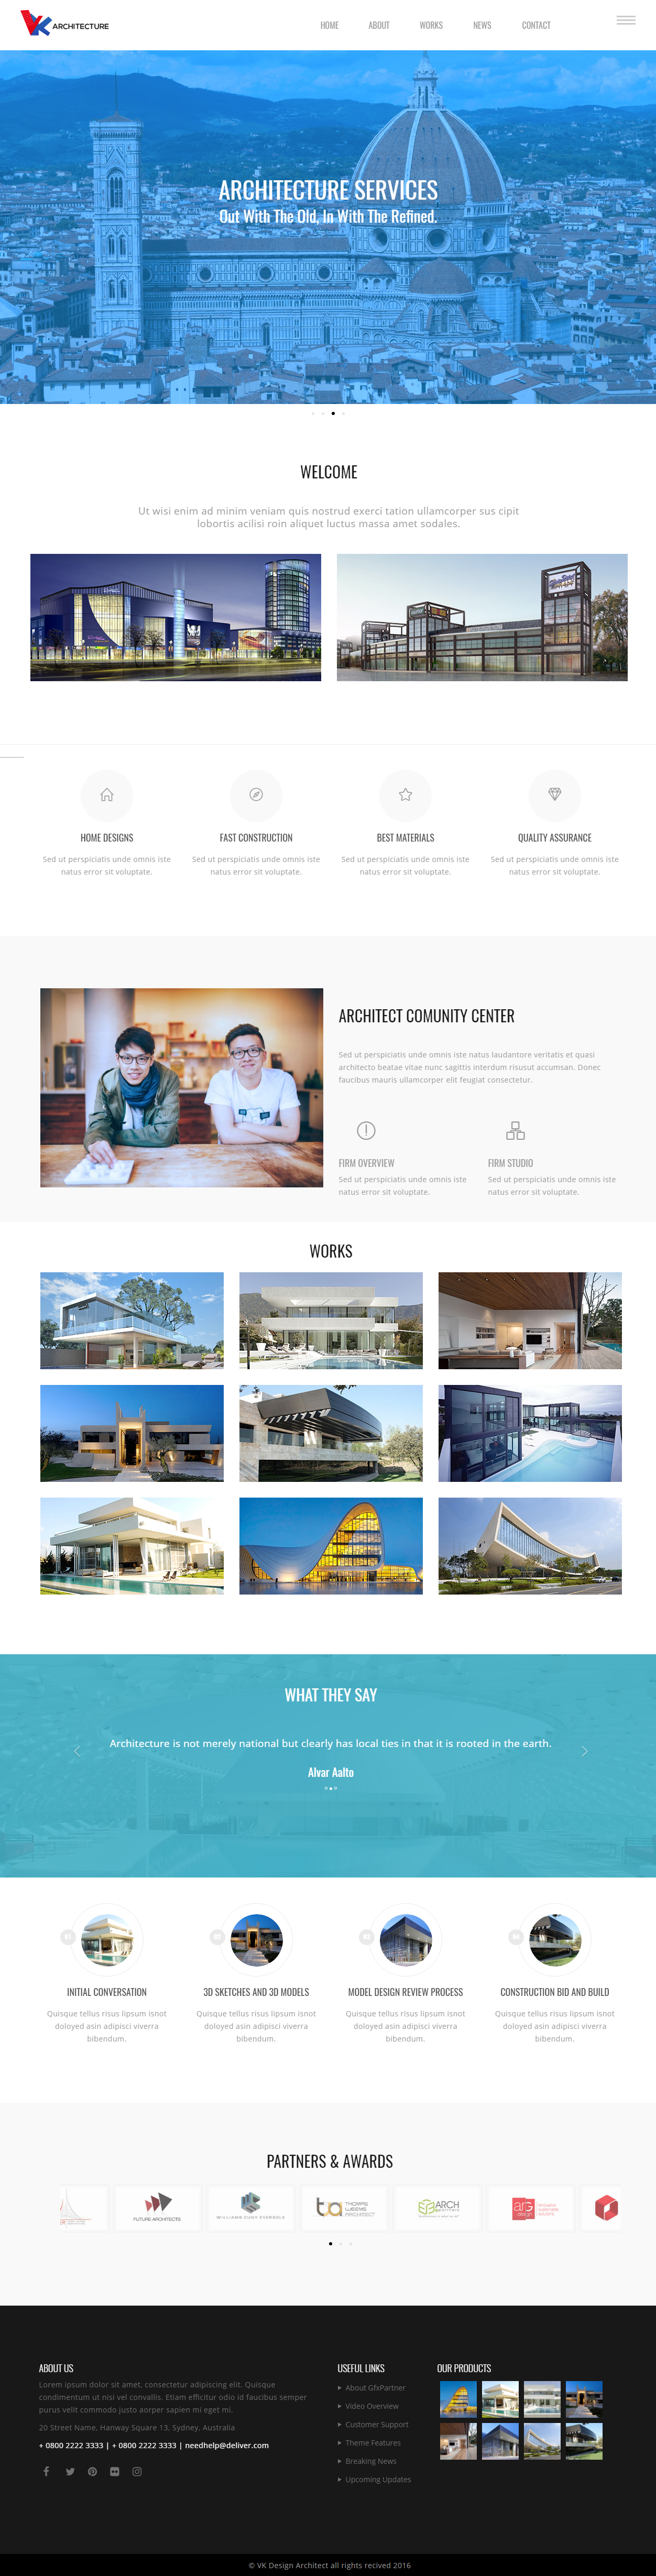 VK ARCHITECTURE
HOME ABOUT WORKS NEWS CONTACT
ARCHITECTURE SERVICES
Out With The Old, In With The Refined.
WELCOME
Ut wisi enim ad minim veniam quis nostrud exerci tation ullamcorper sus cipit
lobortis acilisi roin aliquet luctus massa amet sodales.
HOME DESIGNS
Sed ut perspiciatis unde omnis iste
natus error sit voluptate.
FAST CONSTRUCTION
Sed ut perspiciatis unde omnis iste
natus error sit voluptate.
BEST MATERIALS
Sed ut perspiciatis unde omnis iste
natus error sit voluptate.
QUALITY ASSURANCE
Sed ut perspiciatis unde omnis iste
natus error sit voluptate.
ARCHITECT COMUNITY CENTER
Sed ut perspiciatis unde omnis iste natus laudantore veritatis et quasi
architecto beatae vitae nunc sagittis interdum risusut accumsan. Donec
faucibus mauris ullamcorper elit feugiat consectetur.
FIRM OVERVIEW
Sed ut perspiciatis unde omnis iste
natus error sit voluptate.
FIRM STUDIO
Sed ut perspiciatis unde omnis iste
natus error sit voluptate.
WORKS
WHAT THEY SAY
Architecture is not merely national but clearly has local ties in that it is rooted in the earth.
Alvar Aalto
01
INITIAL CONVERSATION
Quisque tellus risus lipsum isnot
doloyed asin adipisci viverra
bibendum.
02
3D SKETCHES AND 3D MODELS
Quisque tellus risus lipsum isnot
doloyed asin adipisci viverra
bibendum.
03
MODEL DESIGN REVIEW PROCESS
Quisque tellus risus lipsum isnot
doloyed asin adipisci viverra
bibendum.
04
CONSTRUCTION BID AND BUILD
Quisque tellus risus lipsum isnot
doloyed asin adipisci viverra
bibendum.
PARTNERS & AWARDS
FUTURE ARCHITECTS
WILLIAMS CUNY EVERSOLE
ta
THOMAS
WEEMS
ARCHITECT
ARCH
arG
design
ABOUT US
Lorem ipsum dolor sit amet, consectetur adipiscing elit. Quisque
condimentum ut nisi vel convallis. Etiam efficitur odio id faucibus semper
purus velit commodo justo aorper sapien mi eget mi.
20 Street Name, Hanway Square 13. Sydney, Australia
+ 0800 2222 3333 | + 0800 2222 3333 | needhelp@deliver.com
USEFUL LINKS
About GfxPartner
Video Overview
Customer Support
Theme Features
Breaking News
Upcoming Updates
OUR PRODUCTS
© VK Design Architect all rights recived 2016